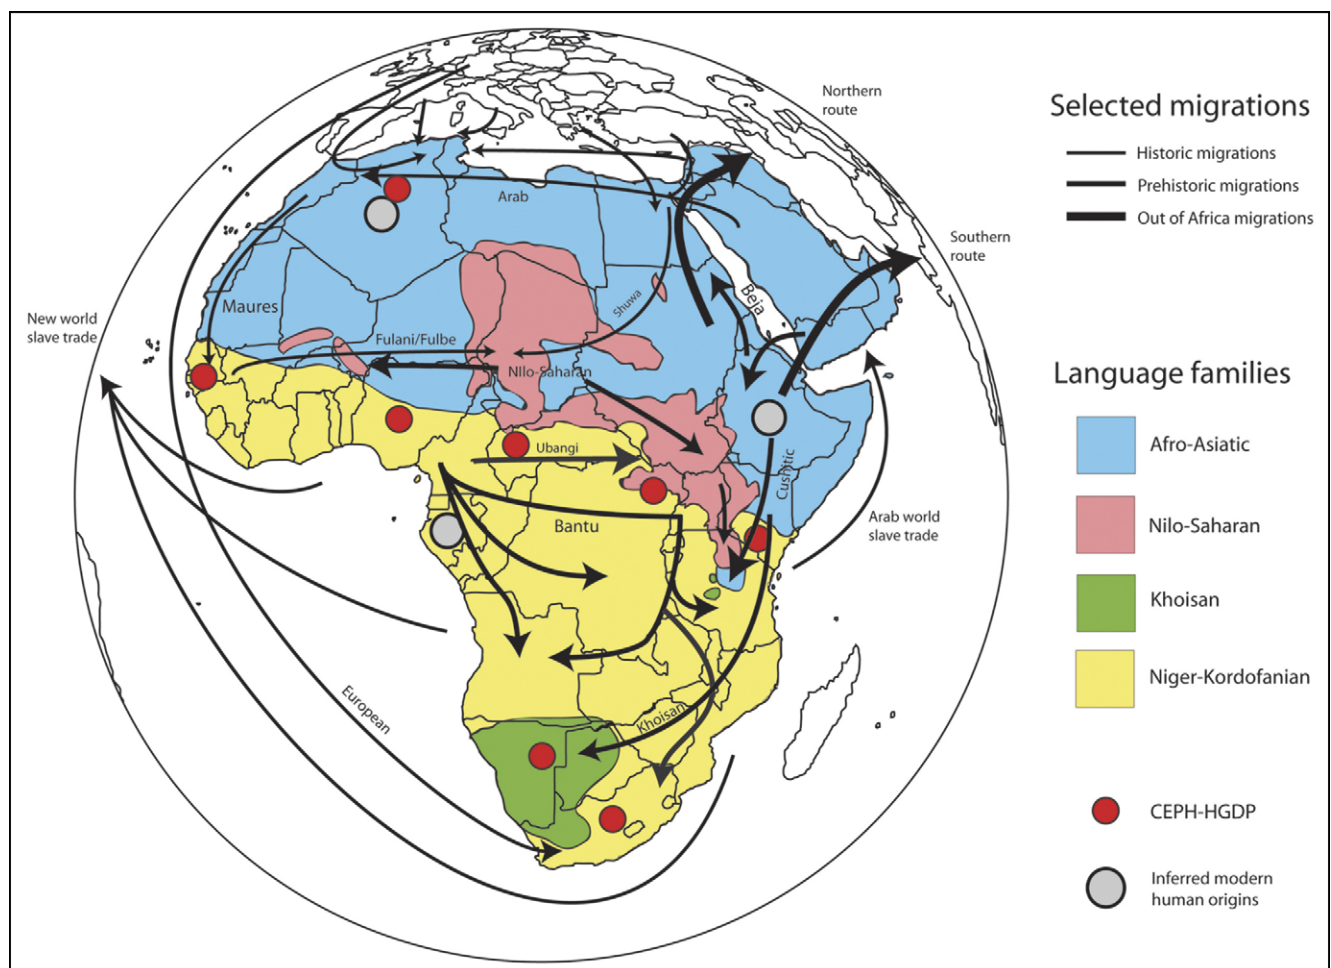 Northern
route
Selected migrations
Historic migrations
Prehistoric migrations
Out of Africa migrations
Southern
route
Arab
Beja
Shuwa
Maures
New world
slave trade
Fulani/Fulbe
NIlo-Saharan
Language families
Afro-Asiatic
Ubangi
Cushitic
Nilo-Saharan
Bantu
Arab world
slave trade
Khoisan
Niger-Kordofanian
European
Khoisan
CEPH-HGDP
Inferred modern
human origins